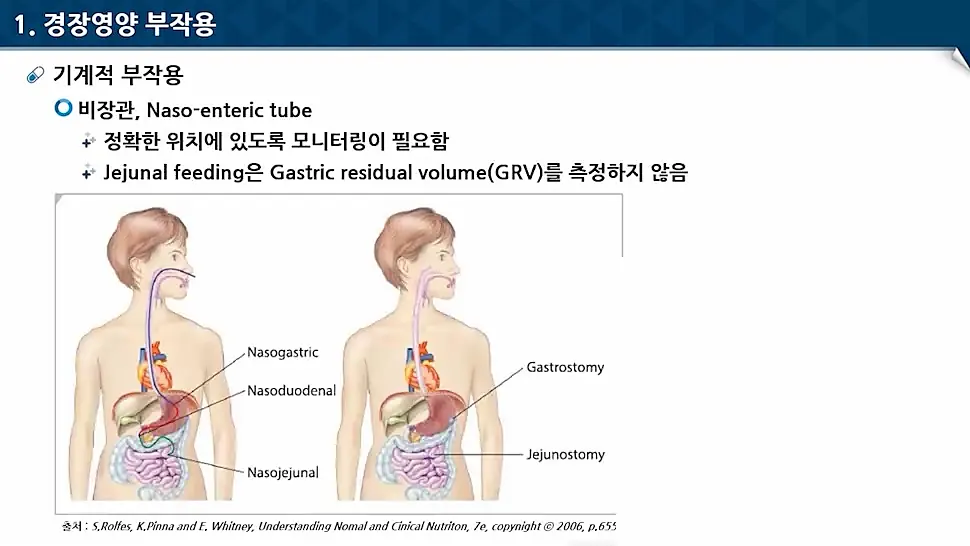 1. 경장영양 부작용
기계적 부작용
비장관, Naso-enteric tube
정확한 위치에 있도록 모니터링이 필요함
Jejunal feeding은 Gastric residual volume(GRV)를 측정하지 않음
Nasogastric
Nasoduodenal
Nasojejunal
Gastrostomy
Jejunostomy
출처 : S.Rolfes, K.Pinna and E. Whitney, Understanding Nomal and Cinical Nutriton, 7e, copynight © 2006, p.655